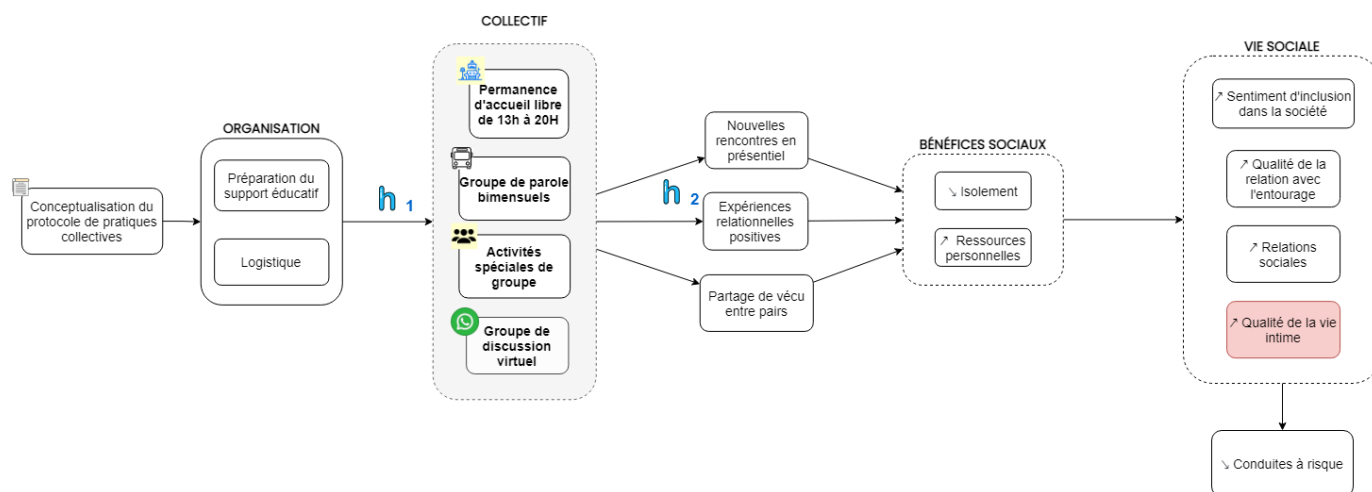 COLLECTIF
Permanence
d'accueil libre
de 13h à 20H
Groupe de parole
bimensuels
Activités
spéciales de
groupe
Groupe de
discussion
virtuel
ORGANISATION
Préparation du
support éducatif
Logistique
Conceptualisation du
protocole de pratiques
collectives
h 1
h 2
Nouvelles
rencontres en
présentiel
Expériences
relationnelles
positives
Partage de vécu
entre pairs
BÉNÉFICES SOCIAUX
↘ Isolement
↗ Ressources
personnelles
VIE SOCIALE
↗ Sentiment d'inclusion
dans la société
↗ Qualité de la
relation avec
l'entourage
↗ Relations
sociales
↗ Qualité de la vie
intime
↘ Conduites à risque